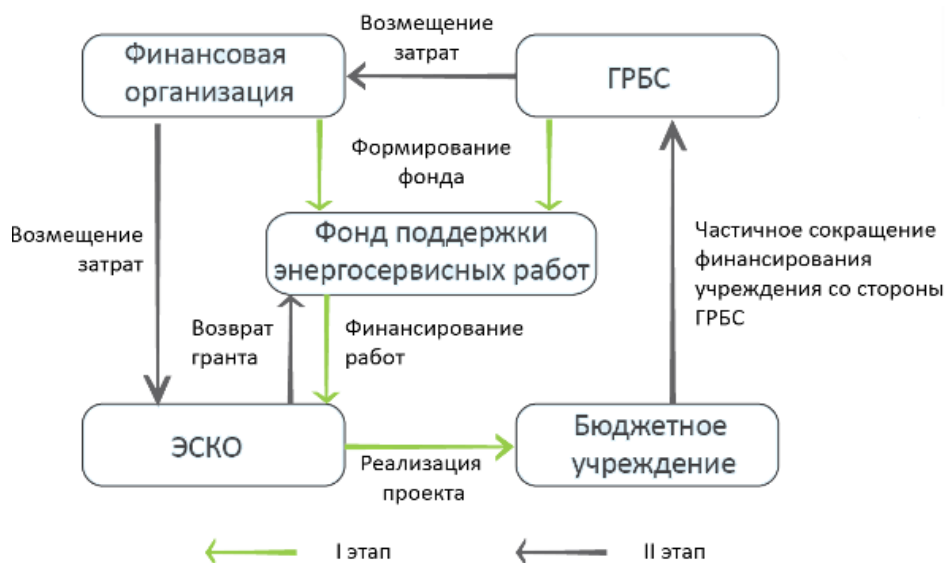 Возмещение
затрат
Финансовая
организация
ГРБС
Формирование
фонда
Возмещение
затрат
Фонд поддержки
энергосервисных работ
Частичное сокращение
финансирования
учреждения со стороны
ГРБС
Возврат
гранта
Финансирование
работ
ЭСКО
Реализация
проекта
Бюджетное
учреждение
I этап
II этап